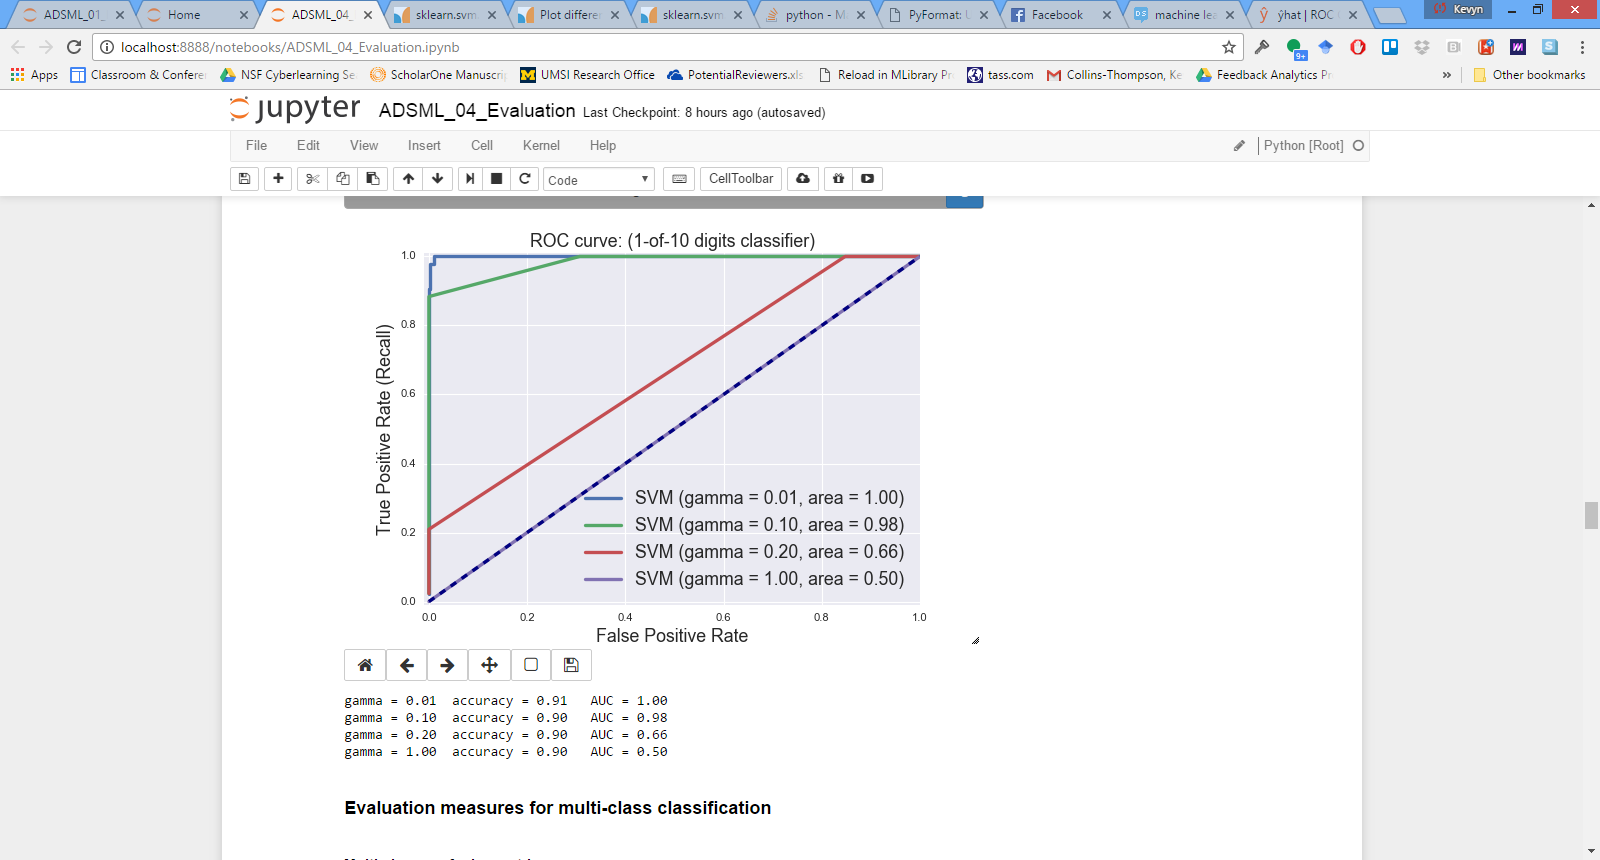 ADSML_01_
Home
ADSML_04_
sklearn.svm
Plot differe
sklearn.svm
python - M
PyFormat: U
Facebook
machine lea
ŷhat | ROC
Kevyn
localhost:8888/notebooks/ADSML_04_Evaluation.ipynb
9+
Apps
Classroom & Confere
NSF Cyberlearning Se
ScholarOne Manuscrip
UMSI Research Office
PotentialReviewers.xls
Reload in MLibrary Pr
tass.com
Collins-Thompson, Ke
Feedback Analytics Pr
»
Other bookmarks
jupyter ADSML_04_Evaluation Last Checkpoint: 8 hours ago (autosaved)
File Edit View Insert Cell Kernel Help
Python [Root]
Code
CellToolbar
ROC curve: (1-of-10 digits classifier)
1.0
0.8
0.6
0.4
0.2
0.0
True Positive Rate (Recall)
SVM (gamma = 0.01, area = 1.00)
SVM (gamma = 0.10, area = 0.98)
SVM (gamma = 0.20, area = 0.66)
SVM (gamma = 1.00, area = 0.50)
0.0 0.2 0.4 0.6 0.8 1.0
False Positive Rate
gamma = 0.01 accuracy = 0.91 AUC = 1.00
gamma = 0.10 accuracy = 0.90 AUC = 0.98
gamma = 0.20 accuracy = 0.90 AUC = 0.66
gamma = 1.00 accuracy = 0.90 AUC = 0.50
Evaluation measures for multi-class classification